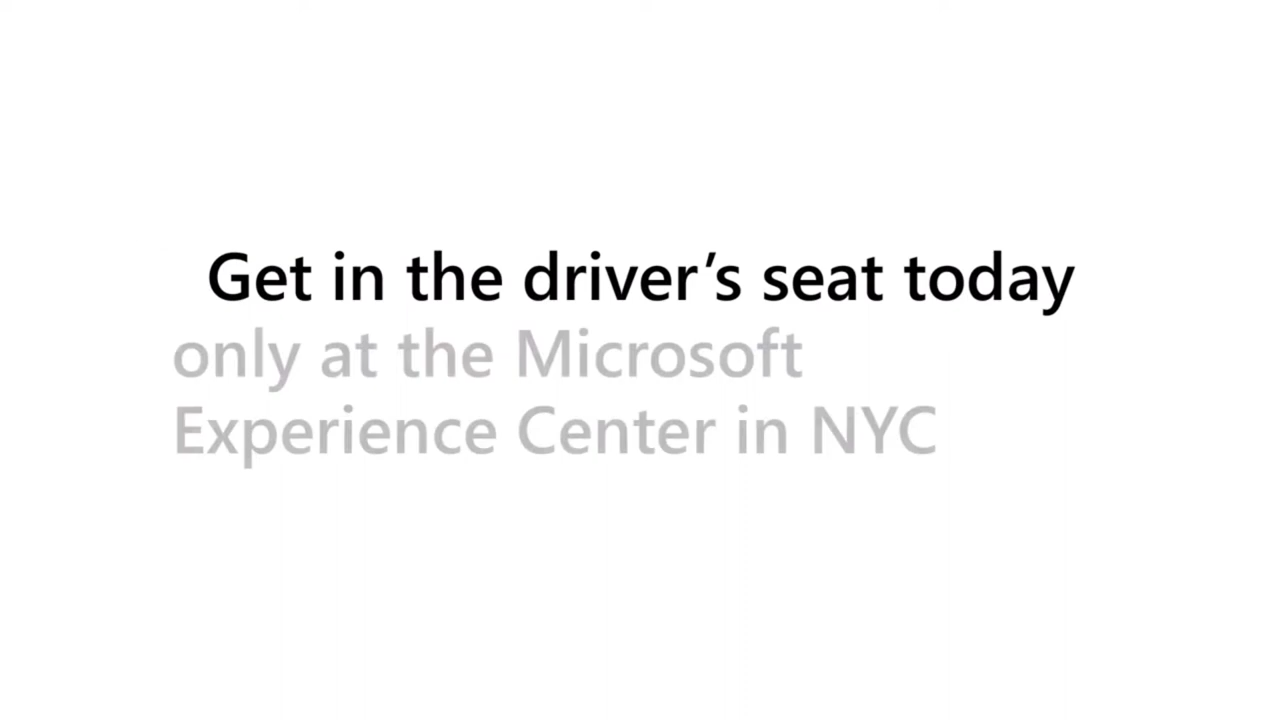 Get in the driver’s seat today
only at the Microsoft
Experience Center in NYC